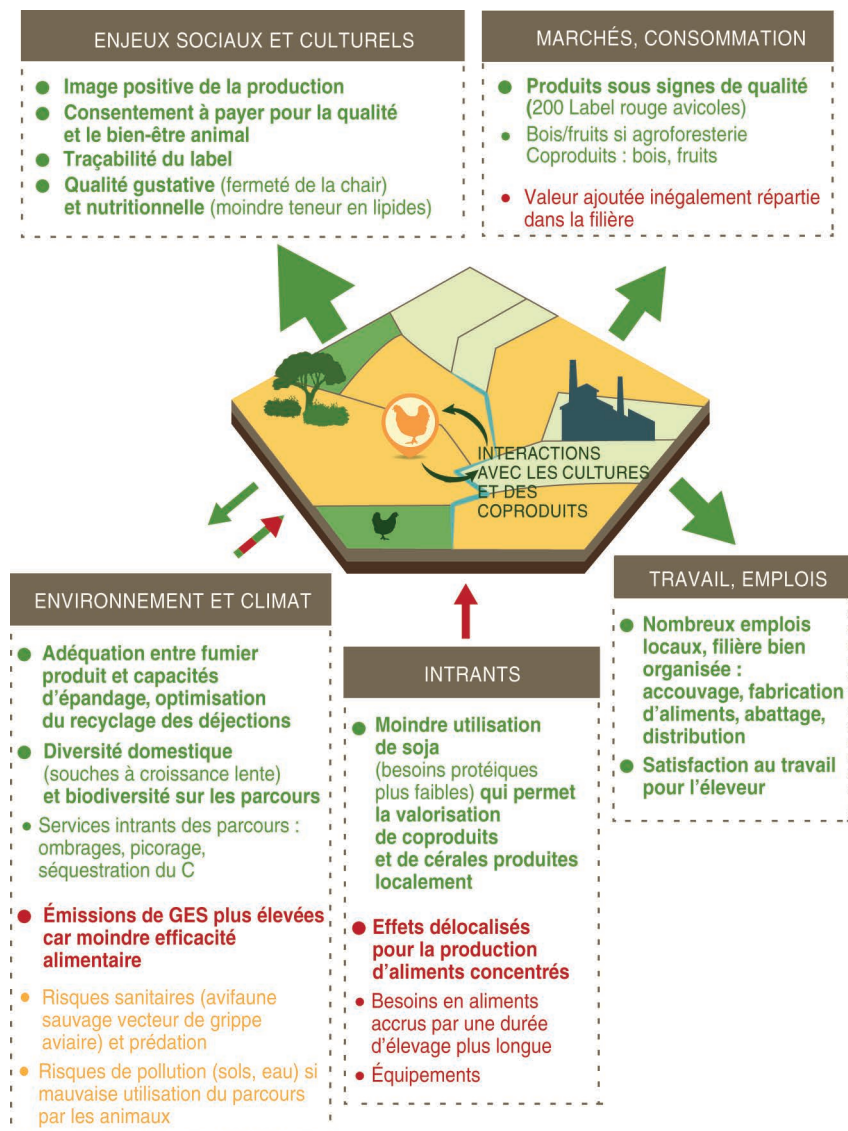 ENJEUX SOCIAUX ET CULTURELS
● Image positive de la production
● Consentement à payer pour la qualité
et le bien-être animal
● Traçabilité du label
● Qualité gustative (fermeté de la chair)
et nutritionnelle (moindre teneur en lipides)
MARCHÉS, CONSOMMATION
● Produits sous signes de qualité
(200 Label rouge avicoles)
• Bois/fruits si agroforesterie
Coproduits : bois, fruits
• Valeur ajoutée inégalement répartie
dans la filière
INTERACTIONS
AVEC LES CULTURES
ET DES
COPRODUITS
ENVIRONNEMENT ET CLIMAT
● Adéquation entre fumier
produit et capacités
d'épandage, optimisation
du recyclage des déjections
● Diversité domestique
(souches à croissance lente)
et biodiversité sur les parcours
• Services intrants des parcours :
ombrages, picorage,
séquestration du C
● Émissions de GES plus élevées
car moindre efficacité
alimentaire
• Risques sanitaires (avifaune
sauvage vecteur de grippe
aviaire) et prédation
• Risques de pollution (sols, eau) si
mauvaise utilisation du parcours
par les animaux
INTRANTS
● Moindre utilisation
de soja
(besoins protéiques
plus faibles) qui permet
la valorisation
de coproduits
et de cérales produites
localement
● Effets délocalisés
pour la production
d'aliments concentrés
• Besoins en aliments
accrus par une durée
d'élevage plus longue
• Équipements
TRAVAIL, EMPLOIS
● Nombreux emplois
locaux, filière bien
organisée :
accouvage, fabrication
d'aliments, abattage,
distribution
● Satisfaction au travail
pour l'éleveur